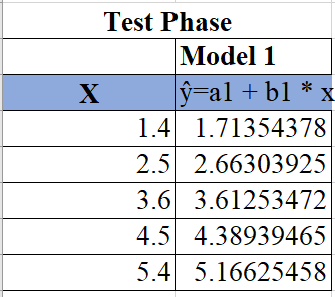 Test Phase
Model 1
X ŷ=a1 + b1 * x
1.4 1.71354378
2.5 2.66303925
3.6 3.61253472
4.5 4.38939465
5.4 5.16625458